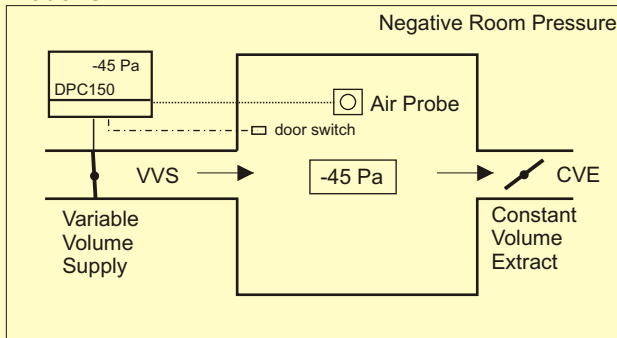 Negative Room Pressure
-45 Pa
DPC150
Air Probe
door switch
VVS
-45 Pa
CVE
Variable
Volume
Supply
Constant
Volume
Extract